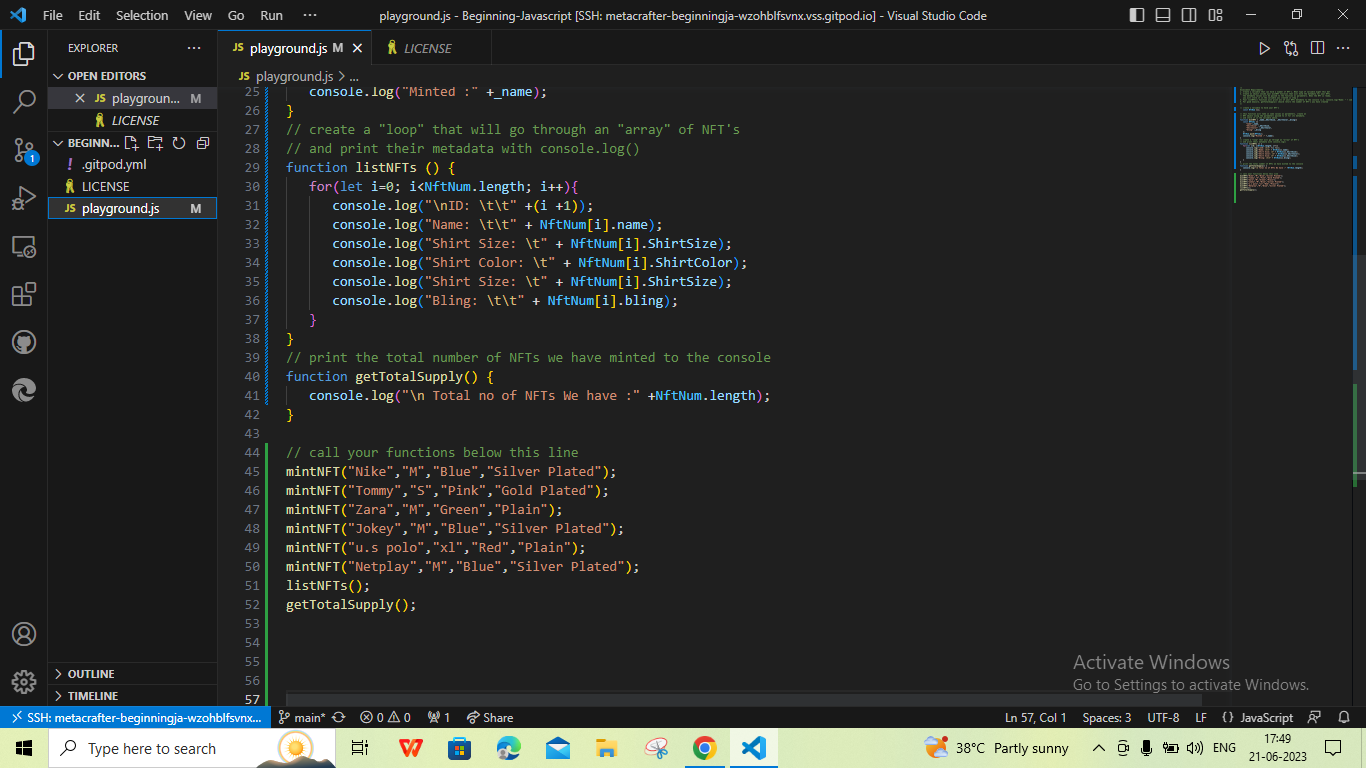 File Edit Selection View Go Run ··· playground.js - Beginning-Javascript [SSH: metacrafter-beginningja-wzohblfsvnx.vss.gitpod.io] - Visual Studio Code
EXPLORER ···
JS playground.js M
LICENSE
OPEN EDITORS
JS playgroun... M
LICENSE
BEGINN...
! .gitpod.yml
LICENSE
JS playground.js M
1
OUTLINE
TIMELINE
JS playground.js > ...
25 console.log("Minted :" +_name);
26 }
27 // create a "loop" that will go through an "array" of NFT's
28 // and print their metadata with console.log()
29 function listNFTs () {
30 for(let i=0; i<NftNum.length; i++){
31 console.log("\nID: \t\t" +(i +1));
32 console.log("Name: \t\t" + NftNum[i].name);
33 console.log("Shirt Size: \t" + NftNum[i].ShirtSize);
34 console.log("Shirt Color: \t" + NftNum[i].ShirtColor);
35 console.log("Shirt Size: \t" + NftNum[i].ShirtSize);
36 console.log("Bling: \t\t" + NftNum[i].bling);
37 }
38 }
39 // print the total number of NFTs we have minted to the console
40 function getTotalSupply() {
41 console.log("\n Total no of NFTs We have :" +NftNum.length);
42 }
43
44 // call your functions below this line
45 mintNFT("Nike","M","Blue","Silver Plated");
46 mintNFT("Tommy","S","Pink","Gold Plated");
47 mintNFT("Zara","M","Green","Plain");
48 mintNFT("Jokey","M","Blue","Silver Plated");
49 mintNFT("u.s polo","xl","Red","Plain");
50 mintNFT("Netplay","M","Blue","Silver Plated");
51 listNFTs();
52 getTotalSupply();
53
54
55
56
57
Activate Windows
Go to Settings to activate Windows.
SSH: metacrafter-beginningja-wzohblfsvnx... main* 0 0 1 Share Ln 57, Col 1 Spaces: 3 UTF-8 LF {} JavaScript
Type here to search 38°C Partly sunny ENG 17:49
21-06-2023